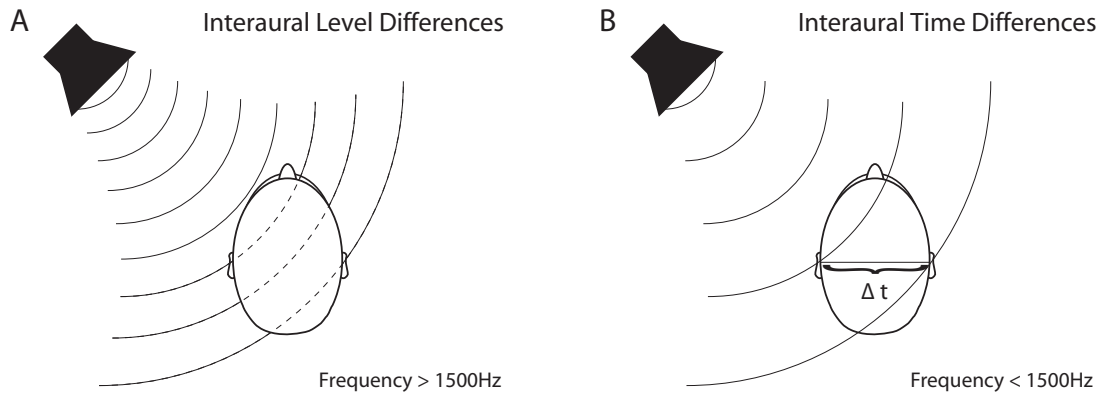 A
Interaural Level Differences
Frequency > 1500Hz
B
Interaural Time Differences
Δ t
Frequency < 1500Hz